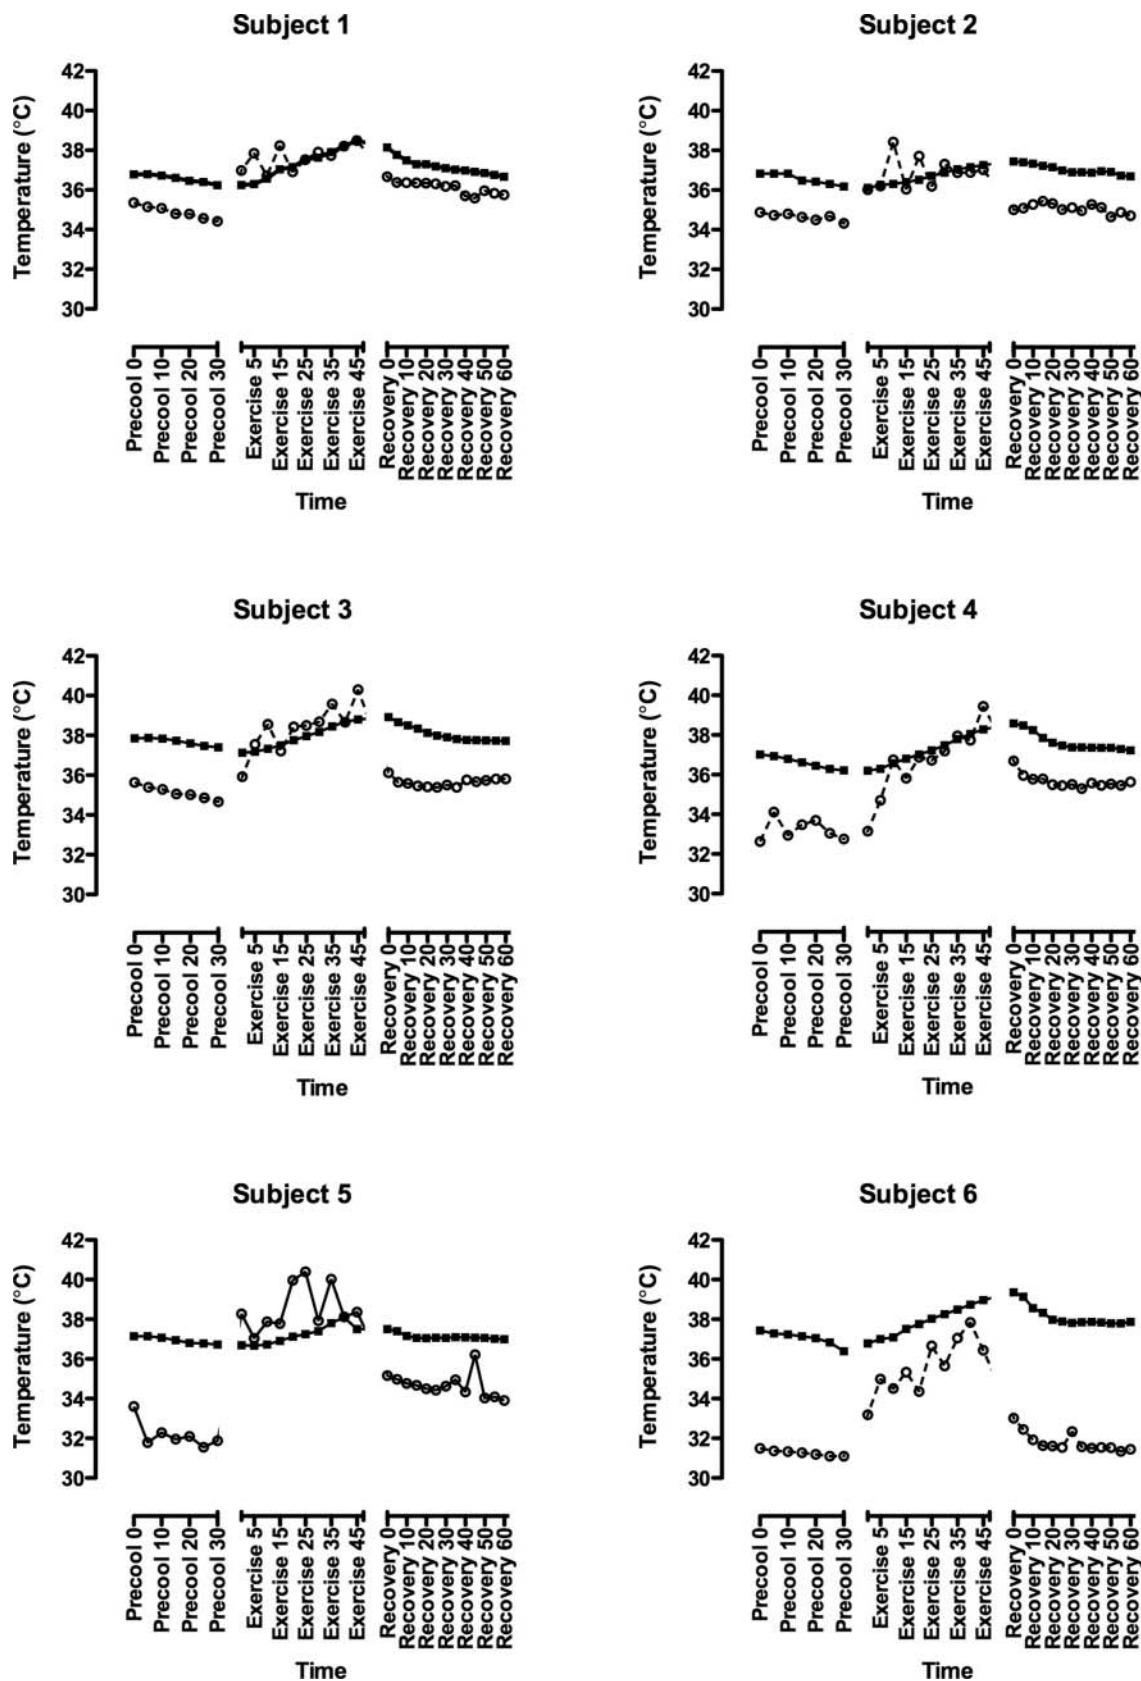 Subject 1
Temperature (°C)
42
40
38
36
34
32
30
Precool 0
Precool 10
Precool 20
Precool 30
Exercise 5
Exercise 15
Exercise 25
Exercise 35
Exercise 45
Recovery 0
Recovery 10
Recovery 20
Recovery 30
Recovery 40
Recovery 50
Recovery 60
Time
Subject 2
Temperature (°C)
42
40
38
36
34
32
30
Precool 0
Precool 10
Precool 20
Precool 30
Exercise 5
Exercise 15
Exercise 25
Exercise 35
Exercise 45
Recovery 0
Recovery 10
Recovery 20
Recovery 30
Recovery 40
Recovery 50
Recovery 60
Time
Subject 3
Temperature (°C)
42
40
38
36
34
32
30
Precool 0
Precool 10
Precool 20
Precool 30
Exercise 5
Exercise 15
Exercise 25
Exercise 35
Exercise 45
Recovery 0
Recovery 10
Recovery 20
Recovery 30
Recovery 40
Recovery 50
Recovery 60
Time
Subject 4
Temperature (°C)
42
40
38
36
34
32
30
Precool 0
Precool 10
Precool 20
Precool 30
Exercise 5
Exercise 15
Exercise 25
Exercise 35
Exercise 45
Recovery 0
Recovery 10
Recovery 20
Recovery 30
Recovery 40
Recovery 50
Recovery 60
Time
Subject 5
Temperature (°C)
42
40
38
36
34
32
30
Precool 0
Precool 10
Precool 20
Precool 30
Exercise 5
Exercise 15
Exercise 25
Exercise 35
Exercise 45
Recovery 0
Recovery 10
Recovery 20
Recovery 30
Recovery 40
Recovery 50
Recovery 60
Time
Subject 6
Temperature (°C)
42
40
38
36
34
32
30
Precool 0
Precool 10
Precool 20
Precool 30
Exercise 5
Exercise 15
Exercise 25
Exercise 35
Exercise 45
Recovery 0
Recovery 10
Recovery 20
Recovery 30
Recovery 40
Recovery 50
Recovery 60
Time